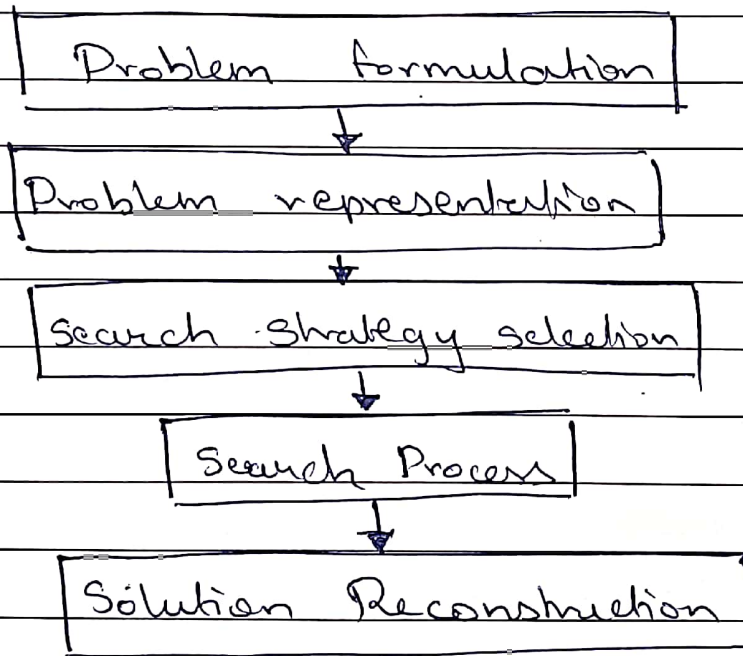 Problem formulation
Problem representation
Search strategy selection
Search Process
Solution Reconstruction